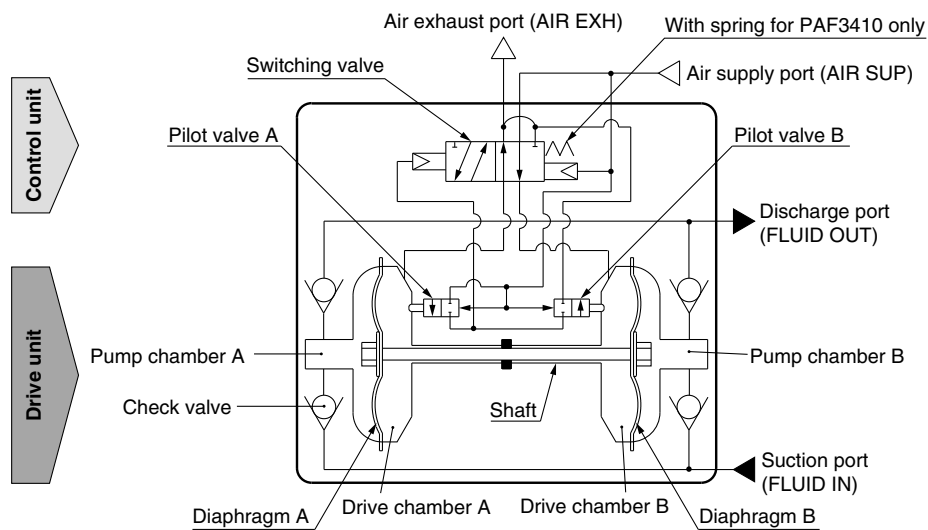 Air exhaust port (AIR EXH)
With spring for PAF3410 only
Switching valve
Air supply port (AIR SUP)
Control unit
Pilot valve A
Pilot valve B
Discharge port
(FLUID OUT)
Drive unit
Pump chamber A
Pump chamber B
Check valve
Shaft
Suction port
(FLUID IN)
Diaphragm A
Drive chamber A
Drive chamber B
Diaphragm B